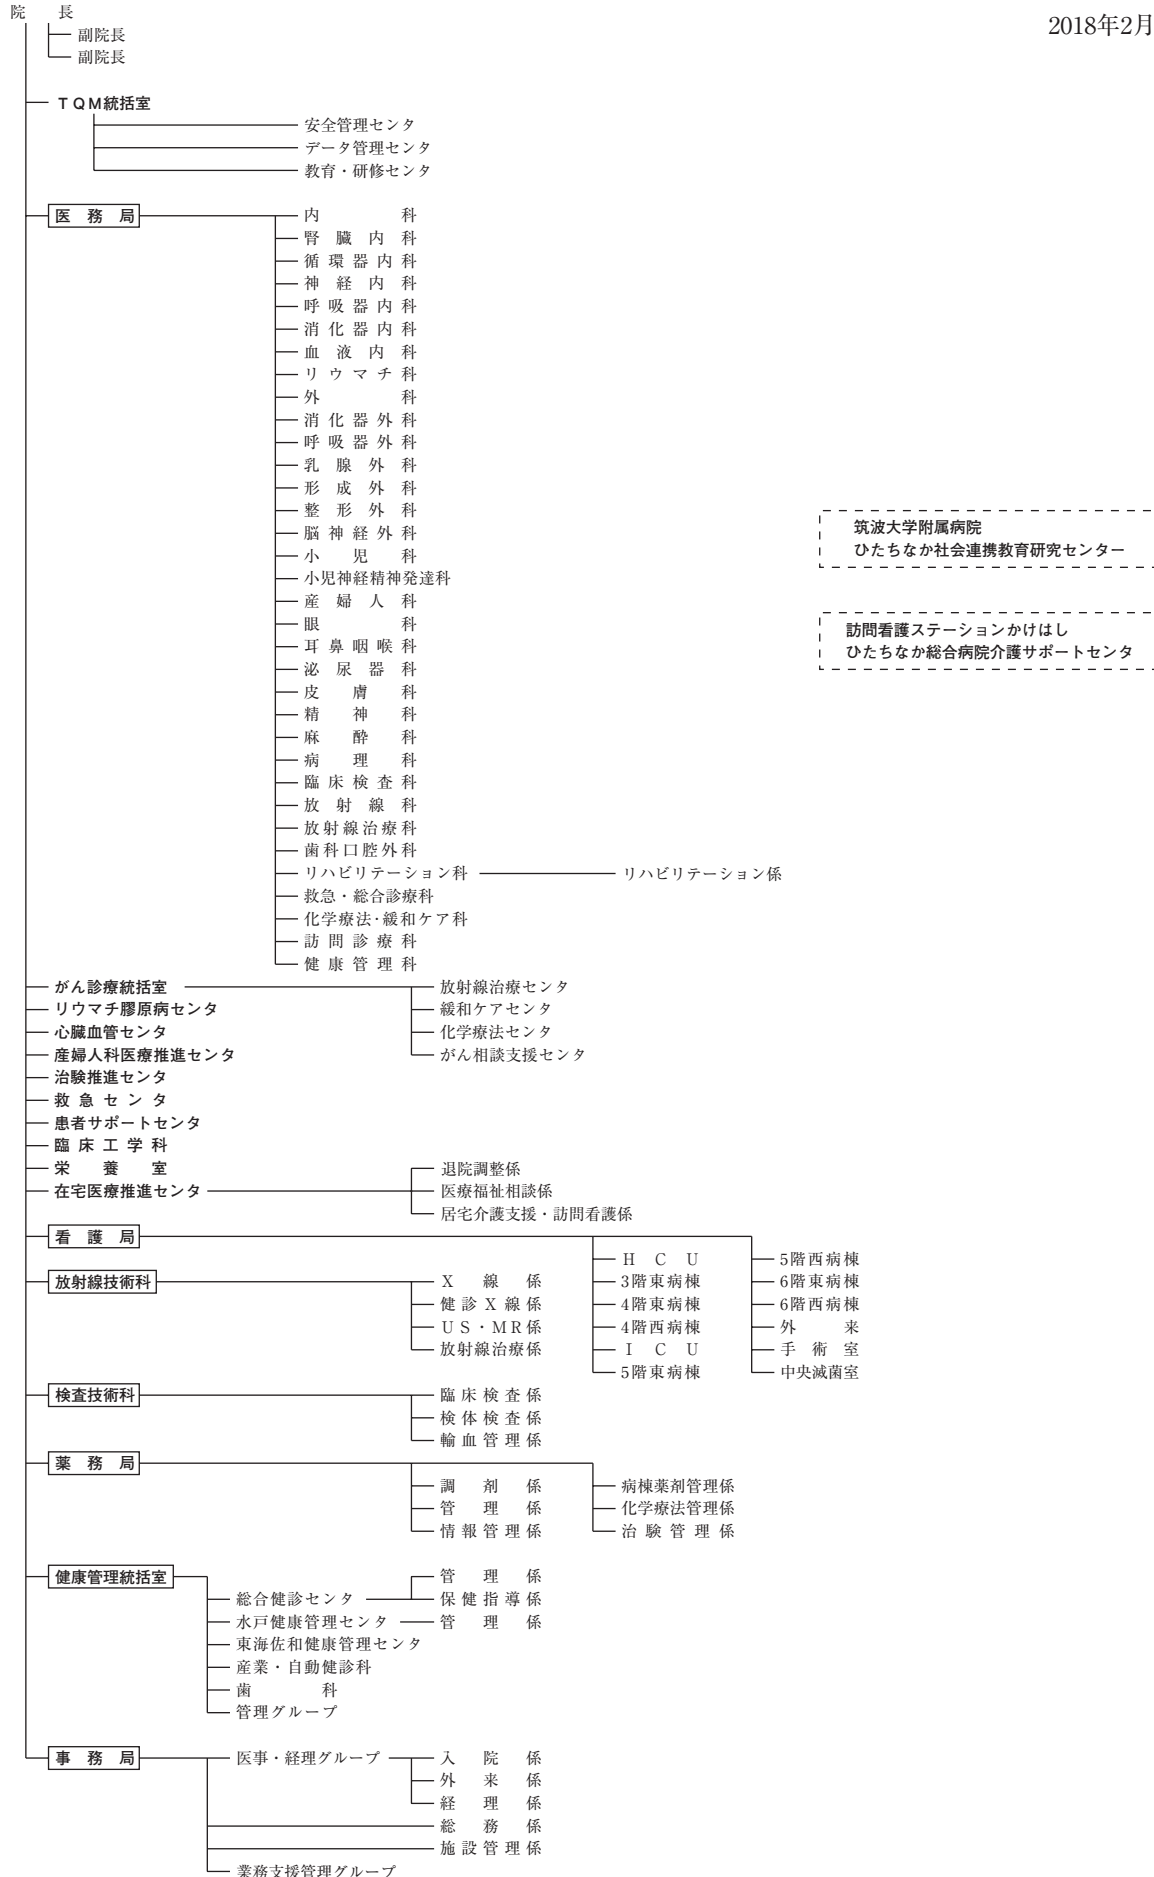 院　長
2018年2月
副院長
副院長
ＴＱＭ統括室
安全管理センタ
データ管理センタ
教育・研修センタ
医務局
内科
腎臓内科
循環器内科
神経内科
呼吸器内科
消化器内科
血液内科
リウマチ科
外科
消化器外科
呼吸器外科
乳腺外科
形成外科
整形外科
脳神経外科
小児科
小児神経精神発達科
産婦人科
眼科
耳鼻咽喉科
泌尿器科
皮膚科
精神科
麻酔科
病理科
臨床検査科
放射線科
放射線治療科
歯科口腔外科
リハビリテーション科 リハビリテーション係
救急・総合診療科
化学療法・緩和ケア科
訪問診療科
健康管理科
筑波大学附属病院
ひたちなか社会連携教育研究センター
訪問看護ステーションかけはし
ひたちなか総合病院介護サポートセンタ
がん診療統括室 放射線治療センタ
リウマチ膠原病センタ 緩和ケアセンタ
心臓血管センタ 化学療法センタ
産婦人科医療推進センタ がん相談支援センタ
治験推進センタ
救急センタ
患者サポートセンタ
臨床工学科
栄養室 退院調整係
在宅医療推進センタ 医療福祉相談係
居宅介護支援・訪問看護係
看護局
ＨＣＵ 5階西病棟
放射線技術科 Ｘ線係 3階東病棟 6階東病棟
健診Ｘ線係 4階東病棟 6階西病棟
ＵＳ・ＭＲ係 4階西病棟 外来
放射線治療係 ＩＣＵ 手術室
5階東病棟 中央滅菌室
検査技術科 臨床検査係
検体検査係
輸血管理係
薬務局
調剤係 病棟薬剤管理係
管理係 化学療法管理係
情報管理係 治験管理係
健康管理統括室 管理係
総合健診センタ 保健指導係
水戸健康管理センタ 管理係
東海佐和健康管理センタ
産業・自動健診科
歯科
管理グループ
事務局 医事・経理グループ 入院係
外来係
経理係
総務係
施設管理係
業務支援管理グループ